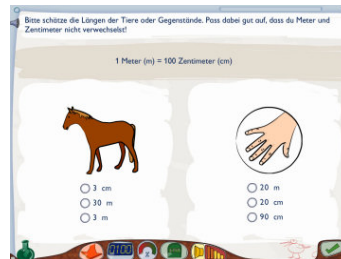 Bitte schätze die Längen der Tiere oder Gegenstände. Pass dabei gut auf, dass du Meter und
Zentimeter nicht verwechselst!
1 Meter (m) = 100 Zentimeter (cm)
3 cm
30 m
3 m
20 m
20 cm
90 cm
0100